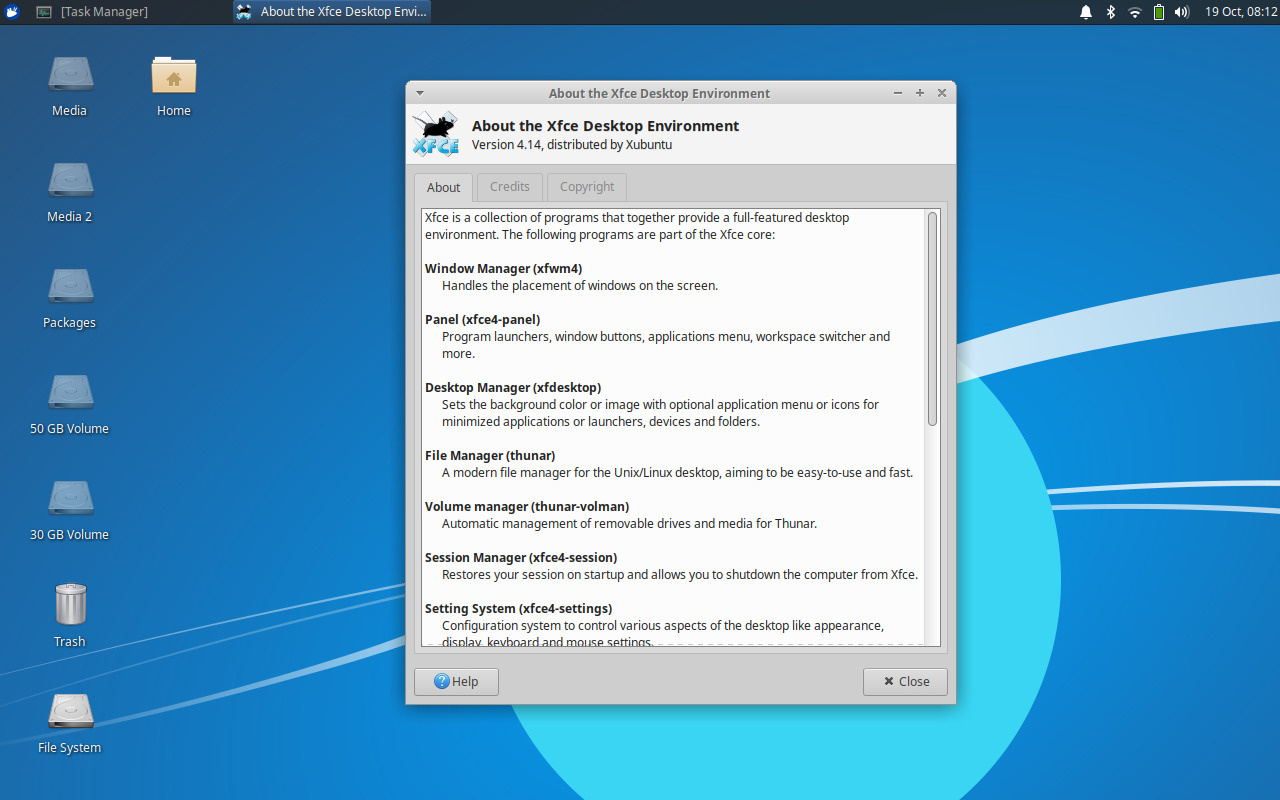 [Task Manager]
About the Xfce Desktop Envi...
19 Oct, 08:12
Media
Home
Media 2
Packages
50 GB Volume
30 GB Volume
Trash
File System
About the Xfce Desktop Environment
XFCE
About the Xfce Desktop Environment
Version 4.14, distributed by Xubuntu
About
Credits
Copyright
Xfce is a collection of programs that together provide a full-featured desktop
environment. The following programs are part of the Xfce core:
Window Manager (xfwm4)
Handles the placement of windows on the screen.
Panel (xfce4-panel)
Program launchers, window buttons, applications menu, workspace switcher and
more.
Desktop Manager (xfdesktop)
Sets the background color or image with optional application menu or icons for
minimized applications or launchers, devices and folders.
File Manager (thunar)
A modern file manager for the Unix/Linux desktop, aiming to be easy-to-use and fast.
Volume manager (thunar-volman)
Automatic management of removable drives and media for Thunar.
Session Manager (xfce4-session)
Restores your session on startup and allows you to shutdown the computer from Xfce.
Setting System (xfce4-settings)
Configuration system to control various aspects of the desktop like appearance,
display, keyboard and mouse settings.
Help
Close